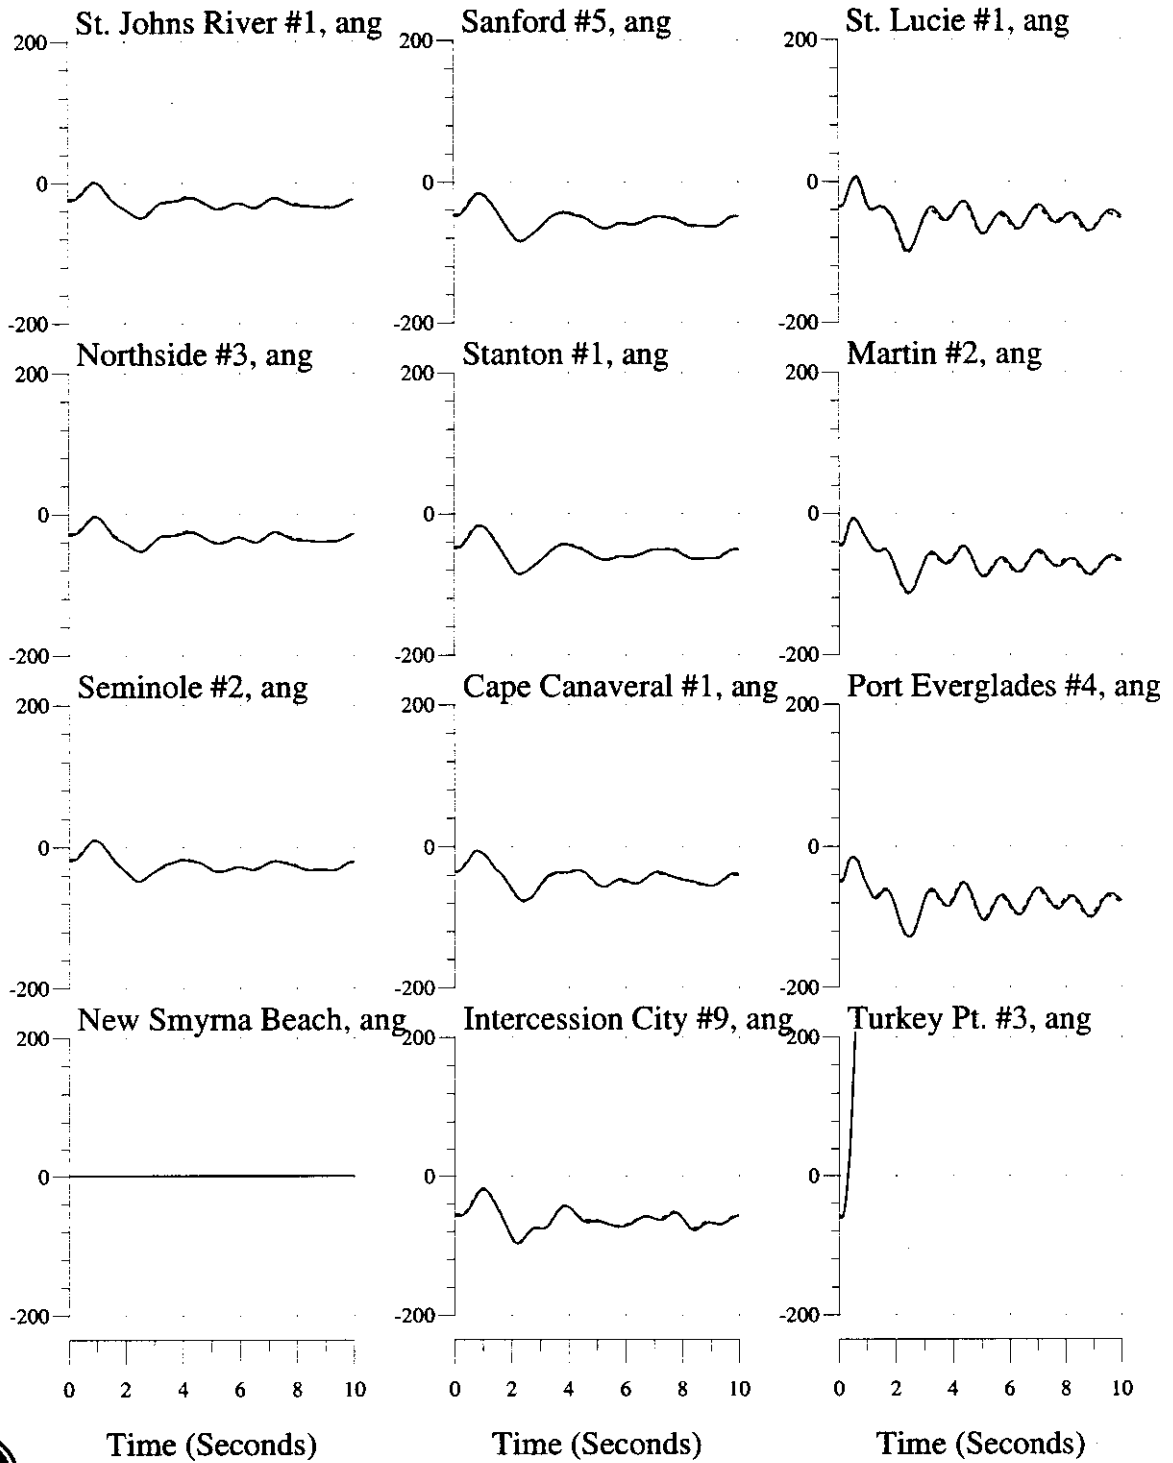 St. Johns River #1, ang
200
0
-200
Sanford #5, ang
200
0
-200
St. Lucie #1, ang
200
0
-200
Northside #3, ang
200
0
-200
Stanton #1, ang
200
0
-200
Martin #2, ang
200
0
-200
Seminole #2, ang
200
0
-200
Cape Canaveral #1, ang
200
0
-200
Port Everglades #4, ang
200
0
-200
New Smyrna Beach, ang
200
0
-200
0 2 4 6 8 10
Time (Seconds)
Intercession City #9, ang
200
0
-200
0 2 4 6 8 10
Time (Seconds)
Turkey Pt. #3, ang
200
0
-200
0 2 4 6 8 10
Time (Seconds)